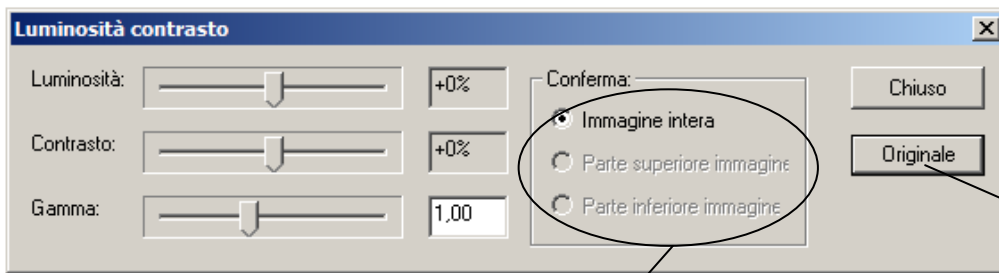 Luminosità contrasto
Luminosità: +0% Conferma: Chiuso
Immagine intera
Contrasto: +0% Parte superiore immagine Originale
Gamma: 1,00 Parte inferiore immagine